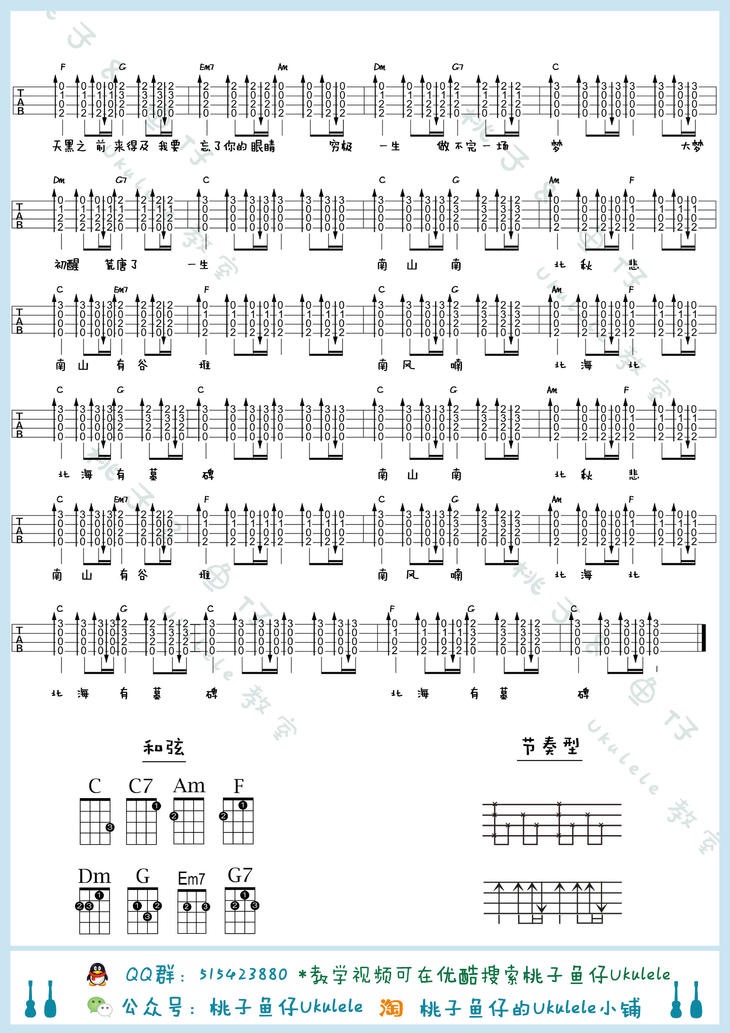 F G Em7 Am Dm G7 C
天黑之 前 来得及 我要 忘了你的 眼睛 穷极 一生 做不完一场 梦 大梦
Dm G7 C C G Am F
初醒 荒唐了 一生 南 山 南 北 秋 悲
C Em7 F C G Am F
南 山 有 谷 堆 南 风 喃 北 海 北
C G C C G Am F
北 海 有 墓 碑 南 山 南 北 秋 悲
C Em7 F C G Am F
南 山 有 谷 堆 南 风 喃 北 海 北
C G C F G C
北 海 有 墓 碑 北 海 有 墓 碑
和弦 节奏型
C C7 Am F
Dm G Em7 G7
QQ群：515423880 *教学视频可在优酷搜索桃子鱼仔Ukulele
公众号：桃子鱼仔Ukulele 淘 桃子鱼仔的Ukulele小铺